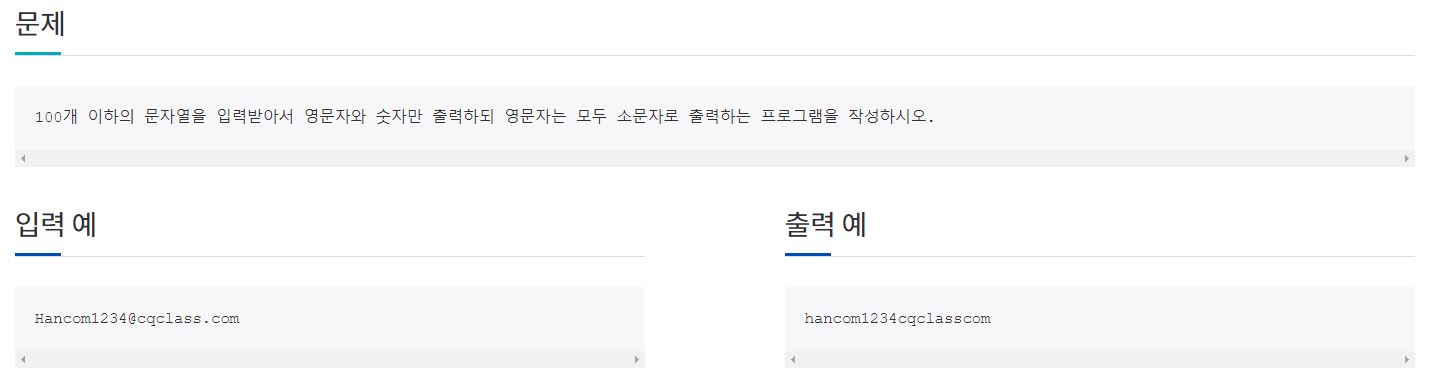 문제
100개 이하의 문자열을 입력받아서 영문자와 숫자만 출력하되 영문자는 모두 소문자로 출력하는 프로그램을 작성하시오.
입력 예
출력 예
Hancom1234@cqclass.com
hancom1234cqclasscom